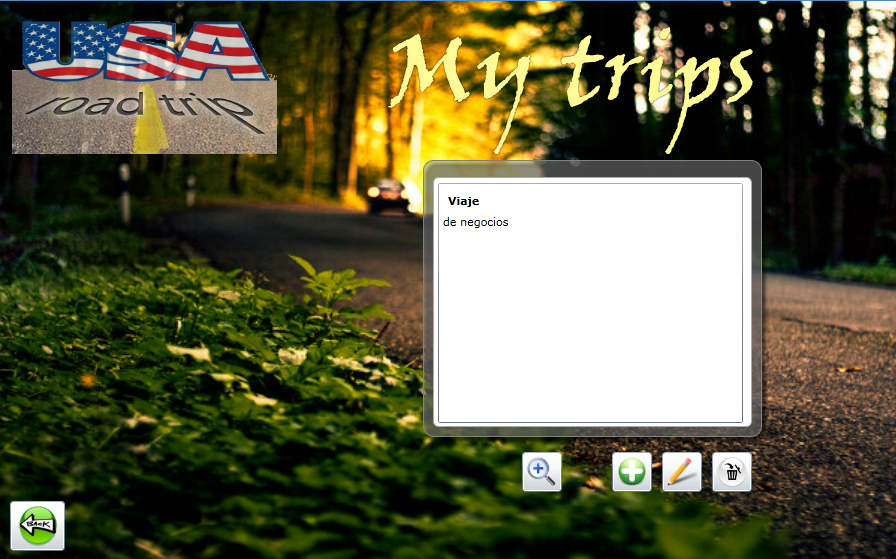 USA
road trip
My trips
Viaje
de negocios
BACK